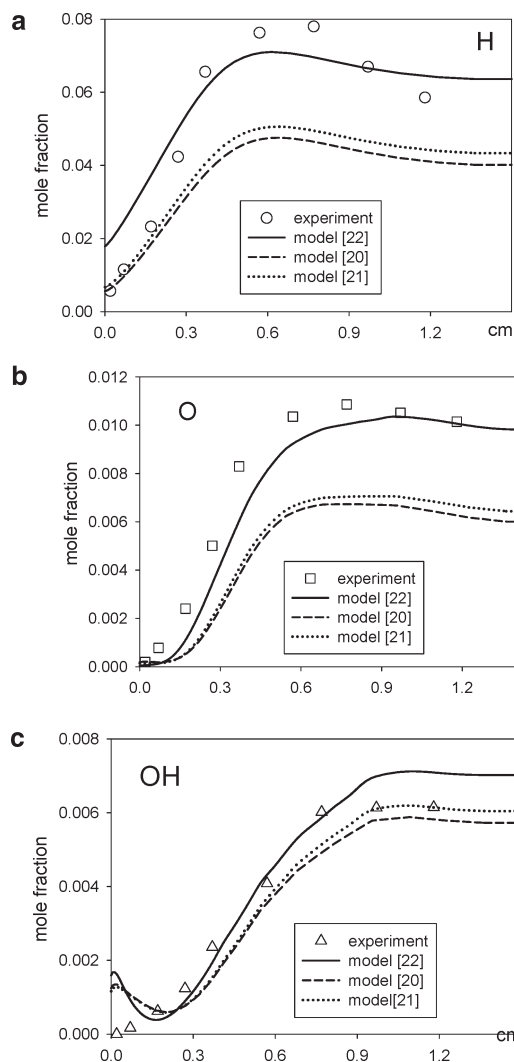 a
H
mole fraction
0.08
0.06
0.04
0.02
0.00
0.0 0.3 0.6 0.9 1.2 cm
experiment
model [22]
model [20]
model [21]
b
O
mole fraction
0.012
0.010
0.008
0.006
0.004
0.002
0.000
0.0 0.3 0.6 0.9 1.2
experiment
model [22]
model [20]
model [21]
c
OH
mole fraction
0.008
0.006
0.004
0.002
0.000
0.0 0.3 0.6 0.9 1.2 cm
experiment
model [22]
model [20]
model[21]